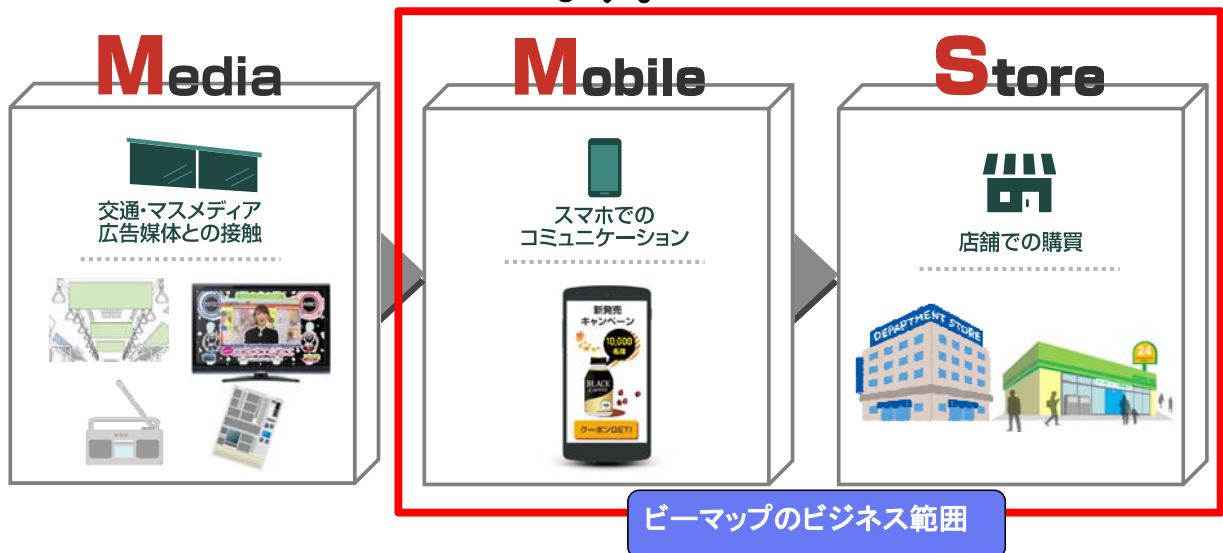 Media
Mobile
Store
交通・マスメディア
広告媒体との接触
スマホでの
コミュニケーション
店舗での購買
新発売
キャンペーン
10,000
名様
BLACK
クーポンGET!
DEPARTMENT STORE
24
ビーマップのビジネス範囲